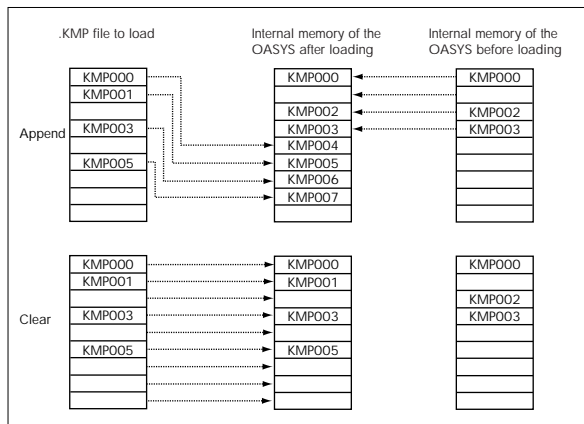 .KMP file to load
Internal memory of the
OASYS after loading
Internal memory of the
OASYS before loading
Append
KMP000
KMP001
KMP003
KMP005
KMP000
KMP002
KMP003
KMP004
KMP005
KMP006
KMP007
KMP000
KMP002
KMP003
Clear
KMP000
KMP001
KMP003
KMP005
KMP000
KMP001
KMP003
KMP005
KMP000
KMP002
KMP003